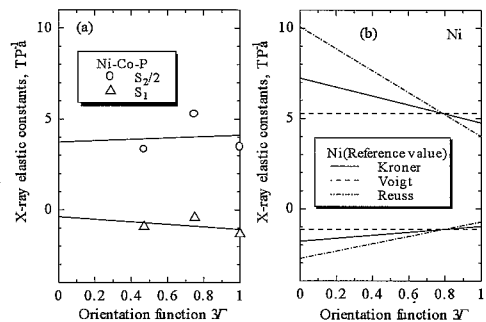 X-ray elastic constants, TPa⁻¹
10
5
0
(a)
Ni-Co-P
S₂/2
S₁
0 0.2 0.4 0.6 0.8 1
Orientation function 3Γ
X-ray elastic constants, TPa⁻¹
10
5
0
(b) Ni
Ni(Reference value)
Kroner
Voigt
Reuss
0 0.2 0.4 0.6 0.8 1
Orientation function 3Γ